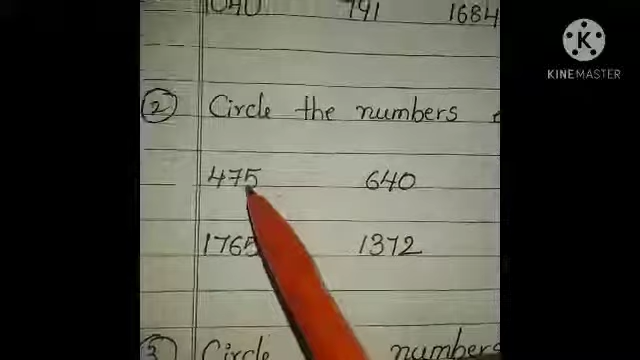 1040 791 1684
KINEMASTER
② Circle the numbers
475 640
1765 1372
③ Circle numbers